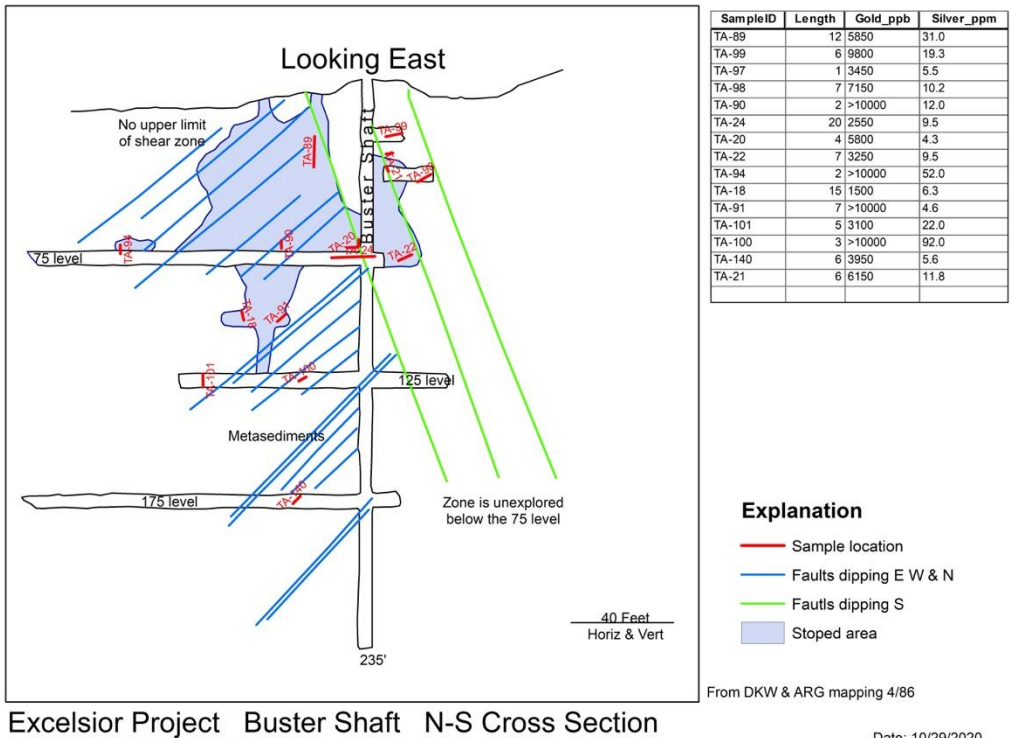 Looking East
No upper limit
of shear zone
Buster Shaft
TA-89
TA-99
TA-21
TA-98
TA-94
TA-90
TA-20
TA-24
TA-22
75 level
TA-18
TA-91
TA-101
TA-100
125 level
Metasediments
TA-140
175 level
Zone is unexplored
below the 75 level
40 Feet
Horiz & Vert
235'
SampleID Length Gold_ppb Silver_ppm
TA-89 12 5850 31.0
TA-99 6 9800 19.3
TA-97 1 3450 5.5
TA-98 7 7150 10.2
TA-90 2 >10000 12.0
TA-24 20 2550 9.5
TA-20 4 5800 4.3
TA-22 7 3250 9.5
TA-94 2 >10000 52.0
TA-18 15 1500 6.3
TA-91 7 >10000 4.6
TA-101 5 3100 22.0
TA-100 3 >10000 92.0
TA-140 6 3950 5.6
TA-21 6 6150 11.8
Explanation
Sample location
Faults dipping E W & N
Fautls dipping S
Stoped area
From DKW & ARG mapping 4/86
Excelsior Project Buster Shaft N-S Cross Section
Date: 10/29/2020